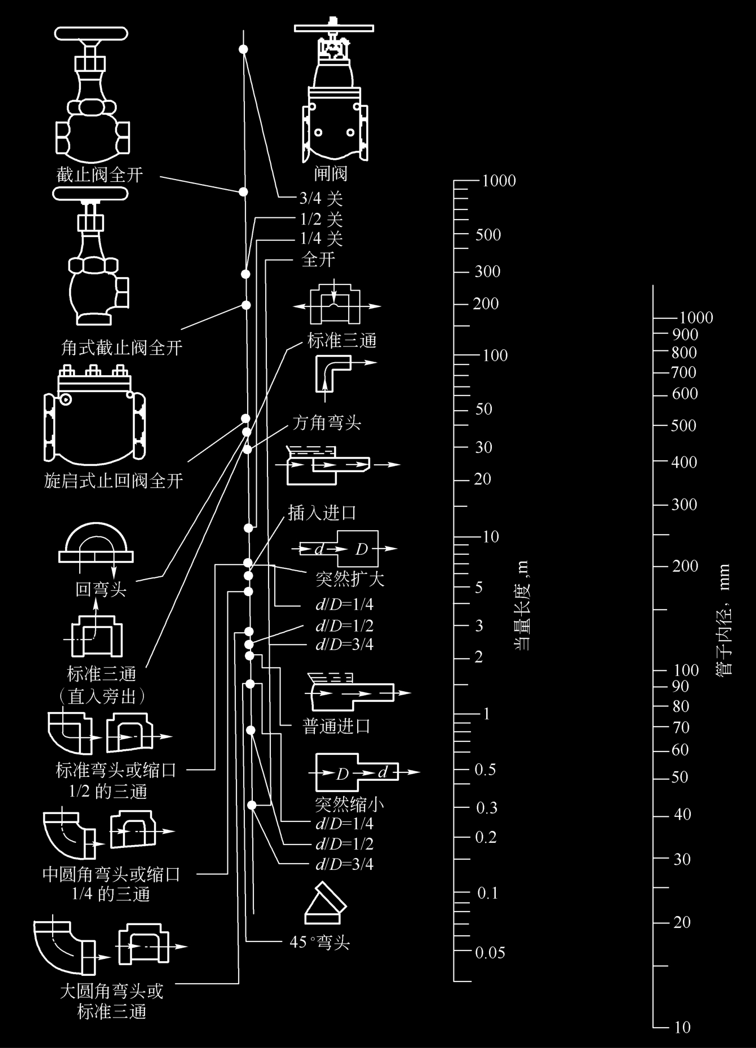 截止阀全开
闸阀
3/4 关
1/2 关
1/4 关
全开
角式截止阀全开
标准三通
方角弯头
旋启式止回阀全开
插入进口
回弯头
d
D
突然扩大
d/D=1/4
d/D=1/2
d/D=3/4
标准三通
(直入旁出)
普通进口
标准弯头或缩口
1/2 的三通
D
d
突然缩小
d/D=1/4
d/D=1/2
d/D=3/4
中圆角弯头或缩口
1/4 的三通
45°弯头
大圆角弯头或
标准三通
1000
500
300
200
100
50
30
20
10
5
3
2
1
0.5
0.3
0.2
0.1
0.05
当量长度,m
1000
900
800
700
600
500
400
300
200
100
90
80
70
60
50
40
30
20
10
管子内径，mm